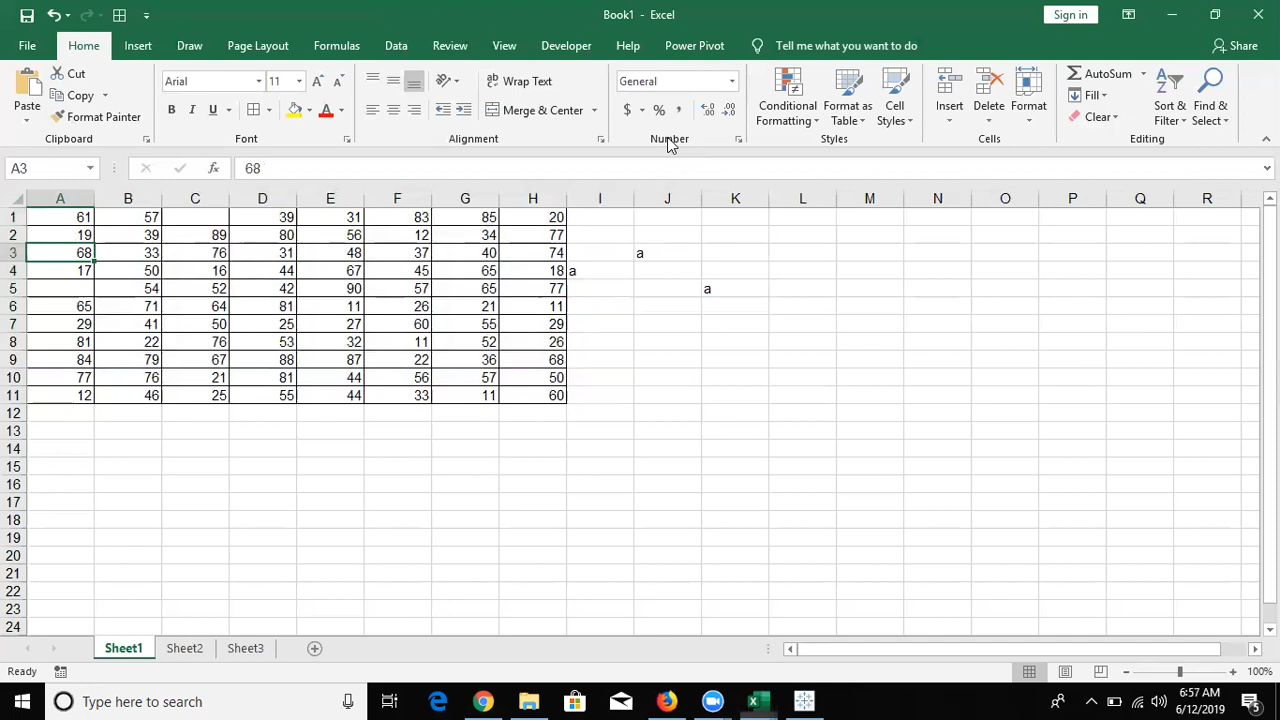 Book1 - Excel
Sign in
File Home Insert Draw Page Layout Formulas Data Review View Developer Help Power Pivot Tell me what you want to do Share
Paste
Cut
Copy
Format Painter
Clipboard
Arial 11
B I U
Font
Wrap Text
Merge & Center
Alignment
General
$ % ,
Number
Conditional Formatting
Format as Table
Cell Styles
Styles
Insert
Delete
Format
Cells
AutoSum
Fill
Clear
Sort & Filter
Find & Select
Editing
A3 fx 68
A B C D E F G H I J K L M N O P Q R
1 61 57 39 31 83 85 20
2 19 39 89 80 56 12 34 77
3 68 33 76 31 48 37 40 74 a
4 17 50 16 44 67 45 65 18 a
5 54 52 42 90 57 65 77 a
6 65 71 64 81 11 26 21 11
7 29 41 50 25 27 60 55 29
8 81 22 76 53 32 11 52 26
9 84 79 67 88 87 22 36 68
10 77 76 21 81 44 56 57 50
11 12 46 25 55 44 33 11 60
12
13
14
15
16
17
18
19
20
21
22
23
24
Sheet1 Sheet2 Sheet3
Ready
100%
Type here to search
6:57 AM
6/12/2019
5